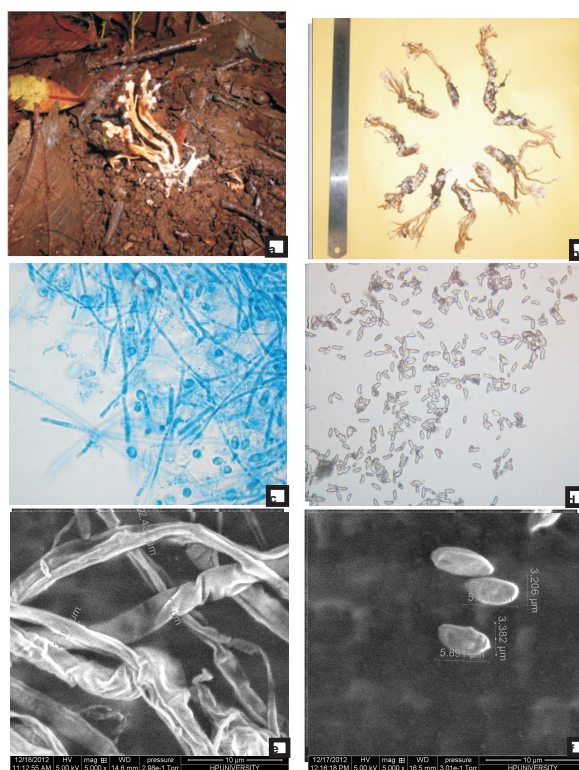 a
c
3.206 µm
3.382 µm
5.891 µm
12/18/2012 HV mag WD pressure 10 µm
11:12:55 AM 5.00 kV 5 000 x 14.6 mm 2.98e-1 Torr HPUNIVERSITY
12/17/2012 HV mag WD pressure 10 µm
12:16:18 PM 5.00 kV 5 000 x 16.5 mm 3.01e-1 Torr HPUNIVERSITY